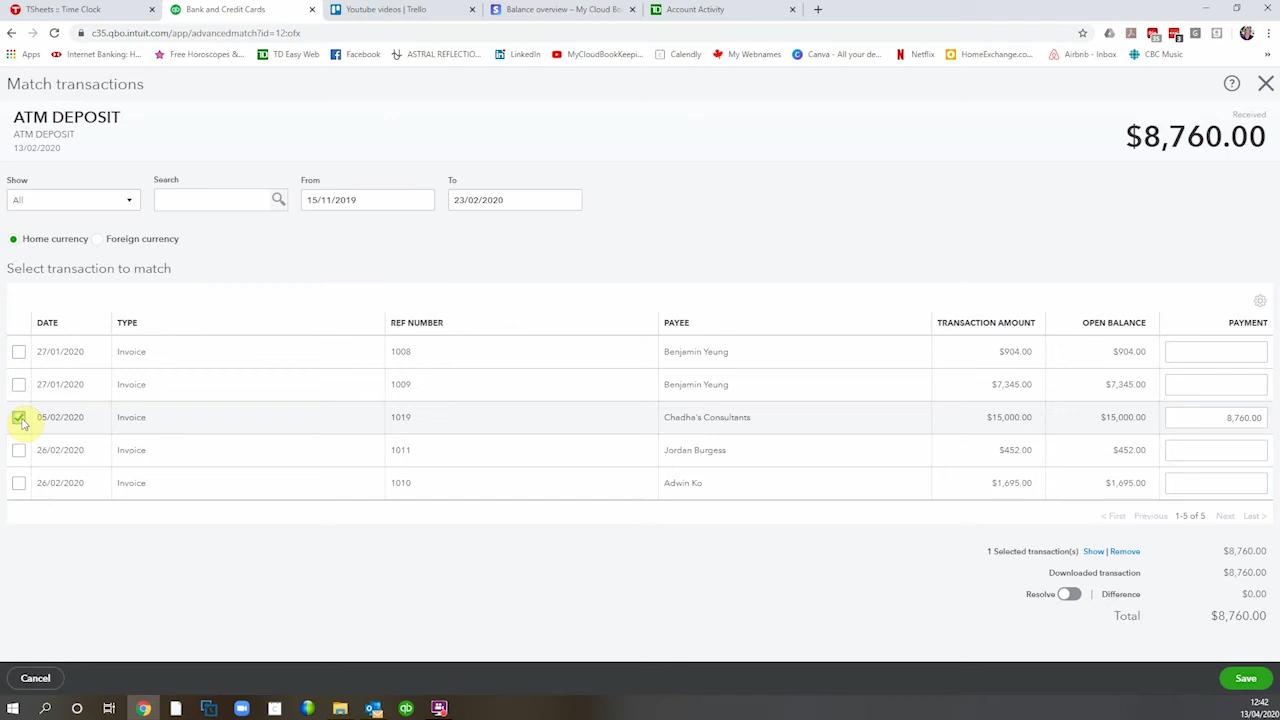 TSheets :: Time Clock
Bank and Credit Cards
Youtube videos | Trello
Balance overview – My Cloud Bo
Account Activity
c35.qbo.intuit.com/app/advancedmatch?id=12:ofx
Apps
Internet Banking: H...
Free Horoscopes &...
TD Easy Web
Facebook
ASTRAL REFLECTIO...
LinkedIn
MyCloudBookKeepi...
Calendly
My Webnames
Canva - All your de...
Netflix
HomeExchange.co...
Airbnb - Inbox
CBC Music
»
Match transactions
ATM DEPOSIT
ATM DEPOSIT
13/02/2020
Received
$8,760.00
Show
Search
From
To
All
15/11/2019
23/02/2020
Home currency
Foreign currency
Select transaction to match
DATE TYPE REF NUMBER PAYEE TRANSACTION AMOUNT OPEN BALANCE PAYMENT
27/01/2020 Invoice 1008 Benjamin Yeung $904.00 $904.00
27/01/2020 Invoice 1009 Benjamin Yeung $7,345.00 $7,345.00
05/02/2020 Invoice 1019 Chadha's Consultants $15,000.00 $15,000.00 8,760.00
26/02/2020 Invoice 1011 Jordan Burgess $452.00 $452.00
26/02/2020 Invoice 1010 Adwin Ko $1,695.00 $1,695.00
< First Previous 1-5 of 5 Next Last >
1 Selected transaction(s) Show | Remove $8,760.00
Downloaded transaction $8,760.00
Resolve | Difference $0.00
Total $8,760.00
Cancel
Save
12:42
13/04/2020